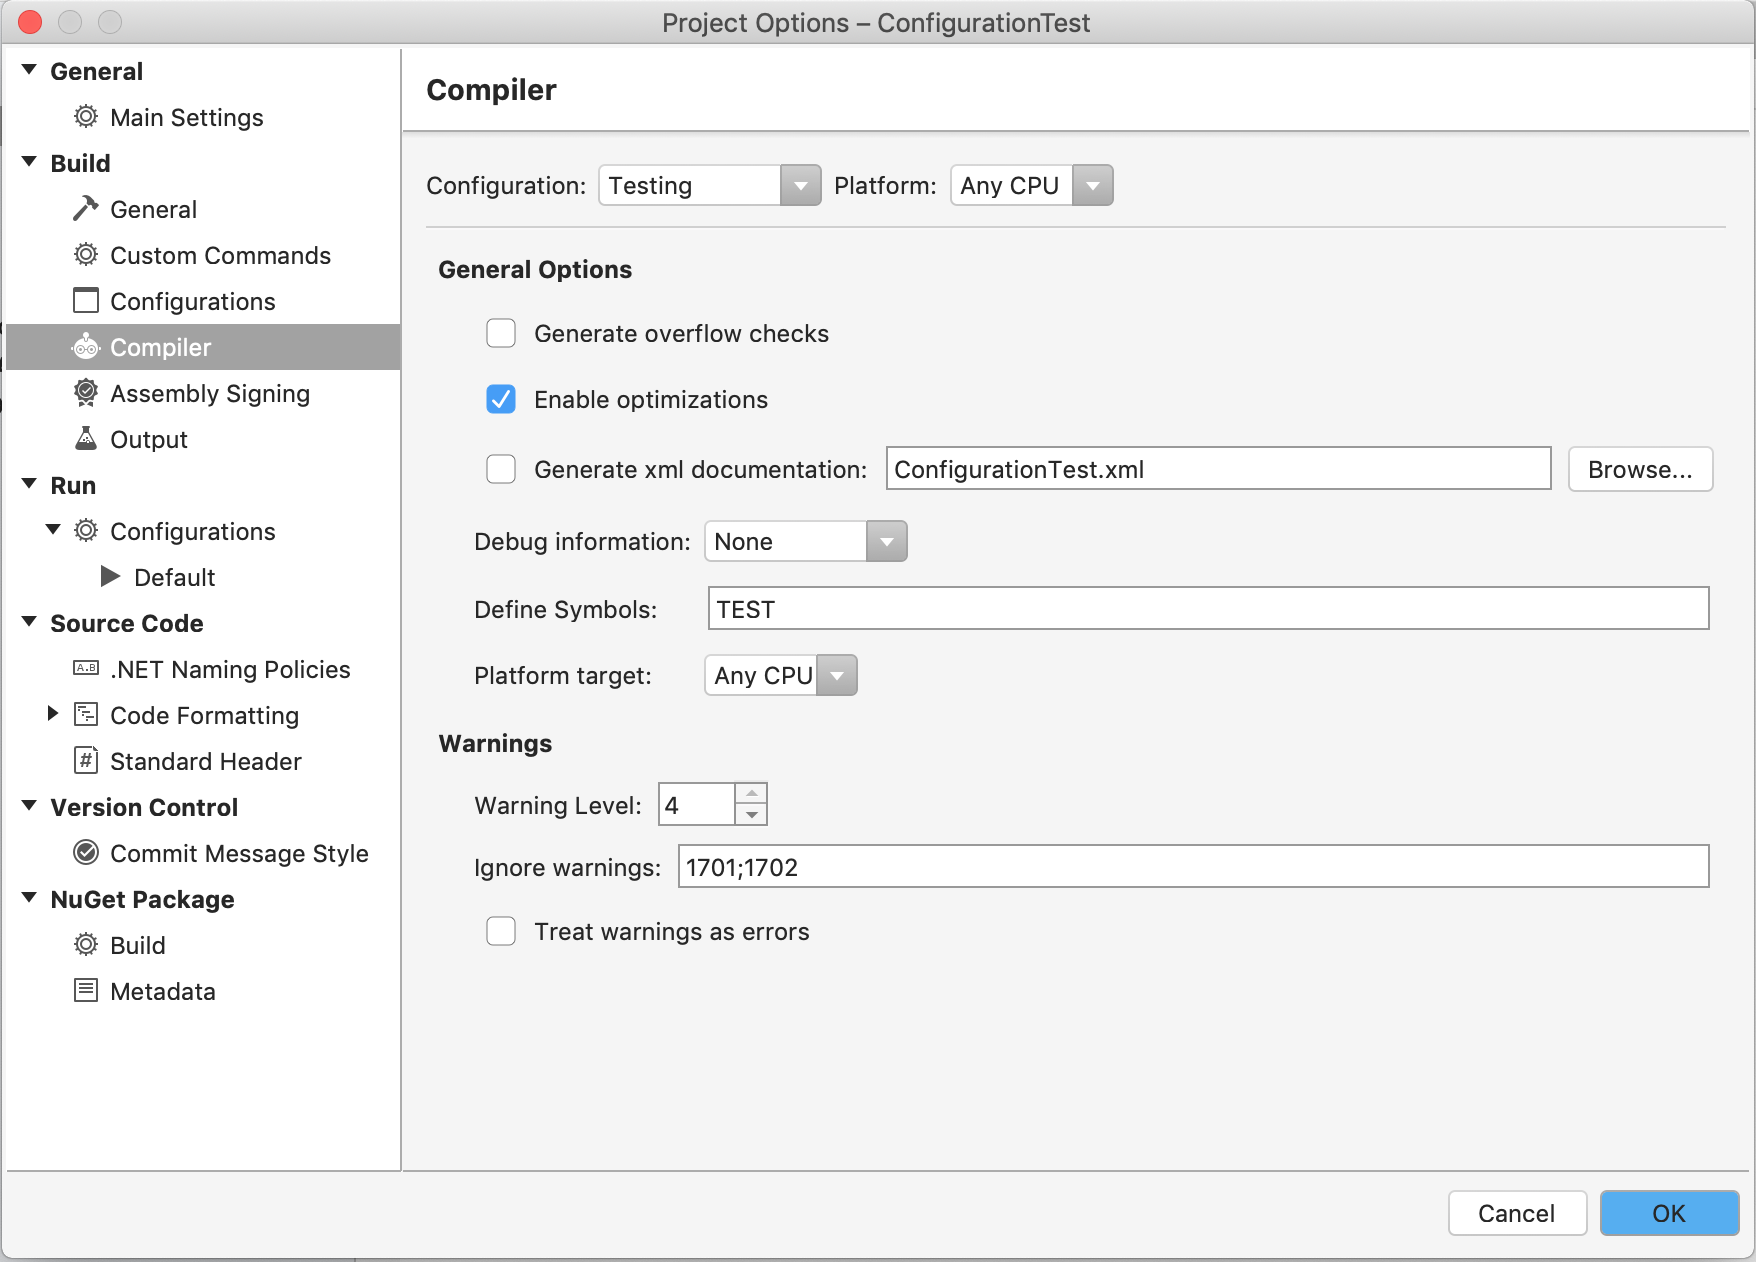 Project Options – ConfigurationTest
General
Main Settings
Build
General
Custom Commands
Configurations
Compiler
Assembly Signing
Output
Run
Configurations
Default
Source Code
A.B .NET Naming Policies
Code Formatting
# Standard Header
Version Control
Commit Message Style
NuGet Package
Build
Metadata
Compiler
Configuration: Testing Platform: Any CPU
General Options
Generate overflow checks
Enable optimizations
Generate xml documentation: ConfigurationTest.xml Browse...
Debug information: None
Define Symbols: TEST
Platform target: Any CPU
Warnings
Warning Level: 4
Ignore warnings: 1701;1702
Treat warnings as errors
Cancel OK